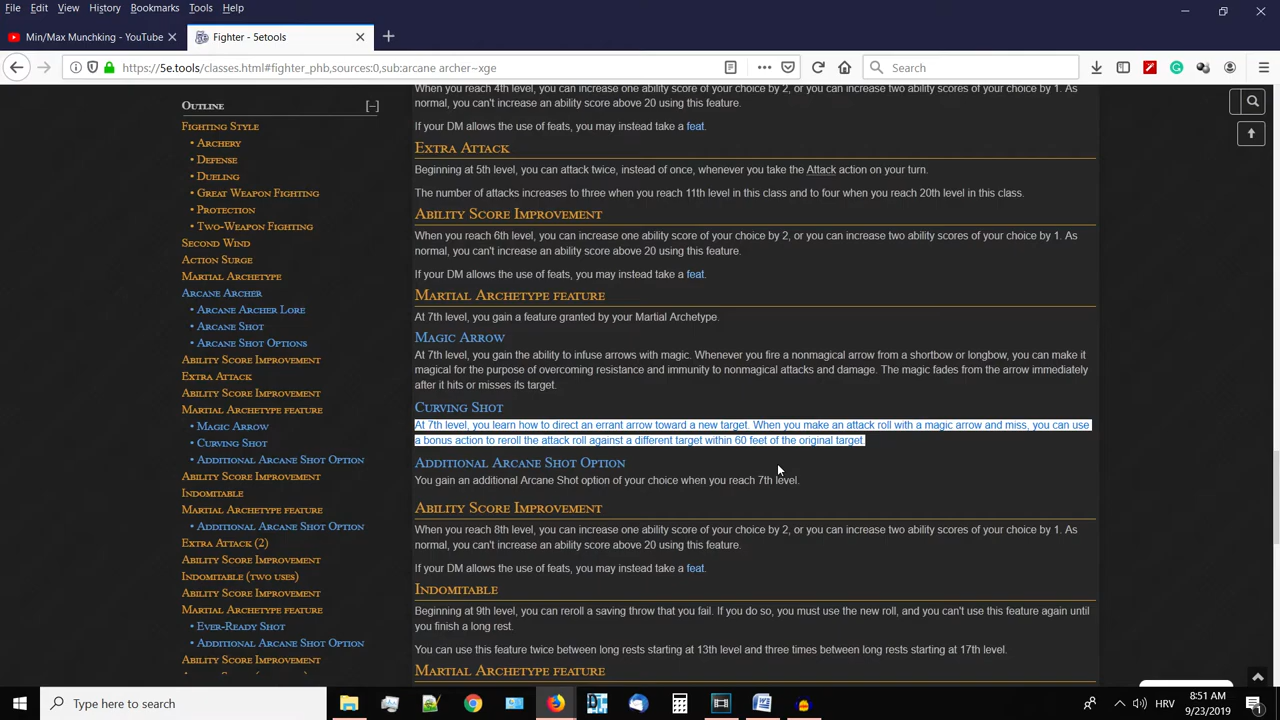 File Edit View History Bookmarks Tools Help
Min/Max Munchking - YouTube
Fighter - 5etools
https://5e.tools/classes.html#fighter_phb,sources:0,sub:arcane archer~xge
Search
Outline [–]
Fighting Style
• Archery
• Defense
• Dueling
• Great Weapon Fighting
• Protection
• Two-Weapon Fighting
Second Wind
Action Surge
Martial Archetype
Arcane Archer
• Arcane Archer Lore
• Arcane Shot
• Arcane Shot Options
Ability Score Improvement
Extra Attack
Ability Score Improvement
Martial Archetype feature
• Magic Arrow
• Curving Shot
• Additional Arcane Shot Option
Ability Score Improvement
Indomitable
Martial Archetype feature
• Additional Arcane Shot Option
Extra Attack (2)
Ability Score Improvement
Indomitable (two uses)
Ability Score Improvement
Martial Archetype feature
• Ever-Ready Shot
• Additional Arcane Shot Option
Ability Score Improvement
When you reach 4th level, you can increase one ability score of your choice by 2, or you can increase two ability scores of your choice by 1. As
normal, you can't increase an ability score above 20 using this feature.
If your DM allows the use of feats, you may instead take a feat.
Extra Attack
Beginning at 5th level, you can attack twice, instead of once, whenever you take the Attack action on your turn.
The number of attacks increases to three when you reach 11th level in this class and to four when you reach 20th level in this class.
Ability Score Improvement
When you reach 6th level, you can increase one ability score of your choice by 2, or you can increase two ability scores of your choice by 1. As
normal, you can't increase an ability score above 20 using this feature.
If your DM allows the use of feats, you may instead take a feat.
Martial Archetype feature
At 7th level, you gain a feature granted by your Martial Archetype.
Magic Arrow
At 7th level, you gain the ability to infuse arrows with magic. Whenever you fire a nonmagical arrow from a shortbow or longbow, you can make it
magical for the purpose of overcoming resistance and immunity to nonmagical attacks and damage. The magic fades from the arrow immediately
after it hits or misses its target.
Curving Shot
At 7th level, you learn how to direct an errant arrow toward a new target. When you make an attack roll with a magic arrow and miss, you can use
a bonus action to reroll the attack roll against a different target within 60 feet of the original target.
Additional Arcane Shot Option
You gain an additional Arcane Shot option of your choice when you reach 7th level.
Ability Score Improvement
When you reach 8th level, you can increase one ability score of your choice by 2, or you can increase two ability scores of your choice by 1. As
normal, you can't increase an ability score above 20 using this feature.
If your DM allows the use of feats, you may instead take a feat.
Indomitable
Beginning at 9th level, you can reroll a saving throw that you fail. If you do so, you must use the new roll, and you can't use this feature again until
you finish a long rest.
You can use this feature twice between long rests starting at 13th level and three times between long rests starting at 17th level.
Martial Archetype feature
Type here to search
HRV
8:51 AM
9/23/2019